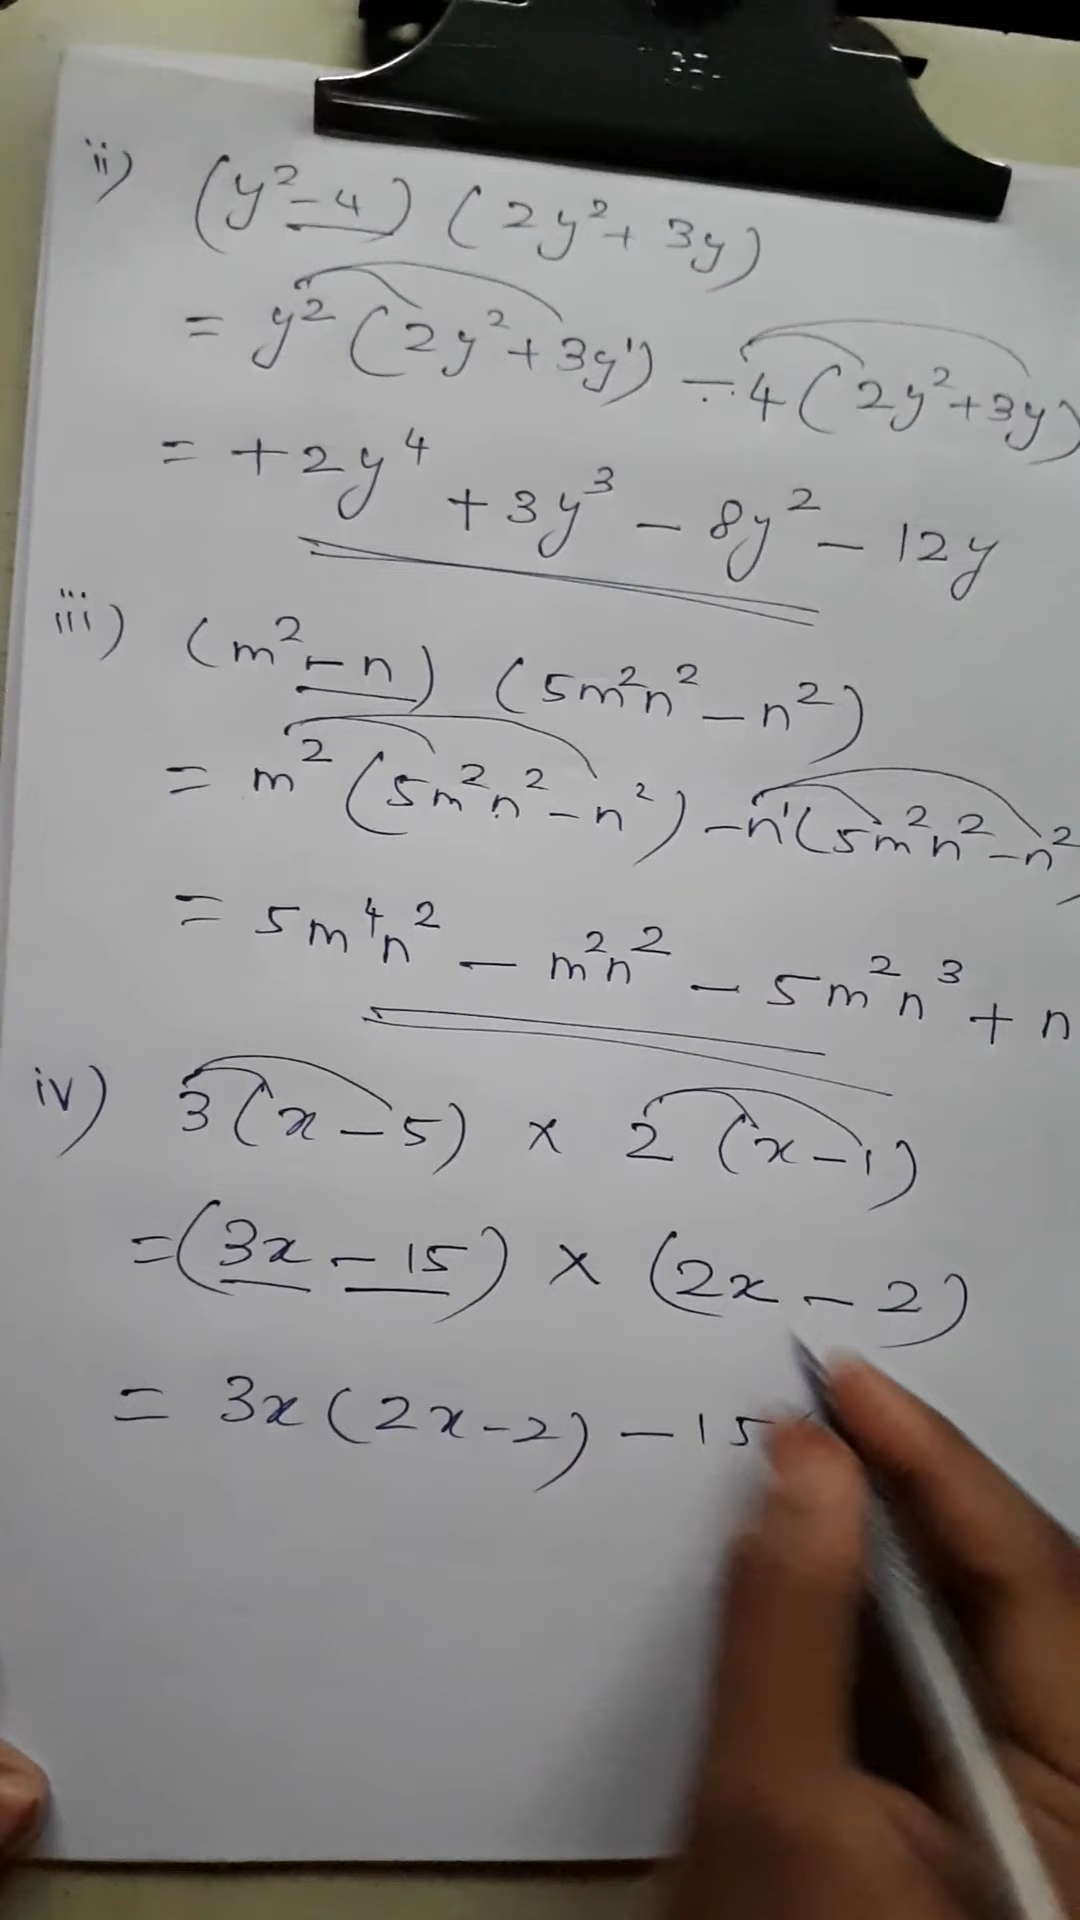 ii) (y²-4) (2y²+3y)
= y²(2y²+3y¹) -4(2y²+3y)
= +2y⁴ +3y³ - 8y² - 12y
iii) (m²-n) (5m²n²-n²)
= m²(5m²n²-n²) -n¹(5m²n²-n²)
= 5m⁴n² - m²n² - 5m²n³ + n
iv) 3(x-5) × 2(x-1)
= (3x-15) × (2x-2)
= 3x(2x-2) -15